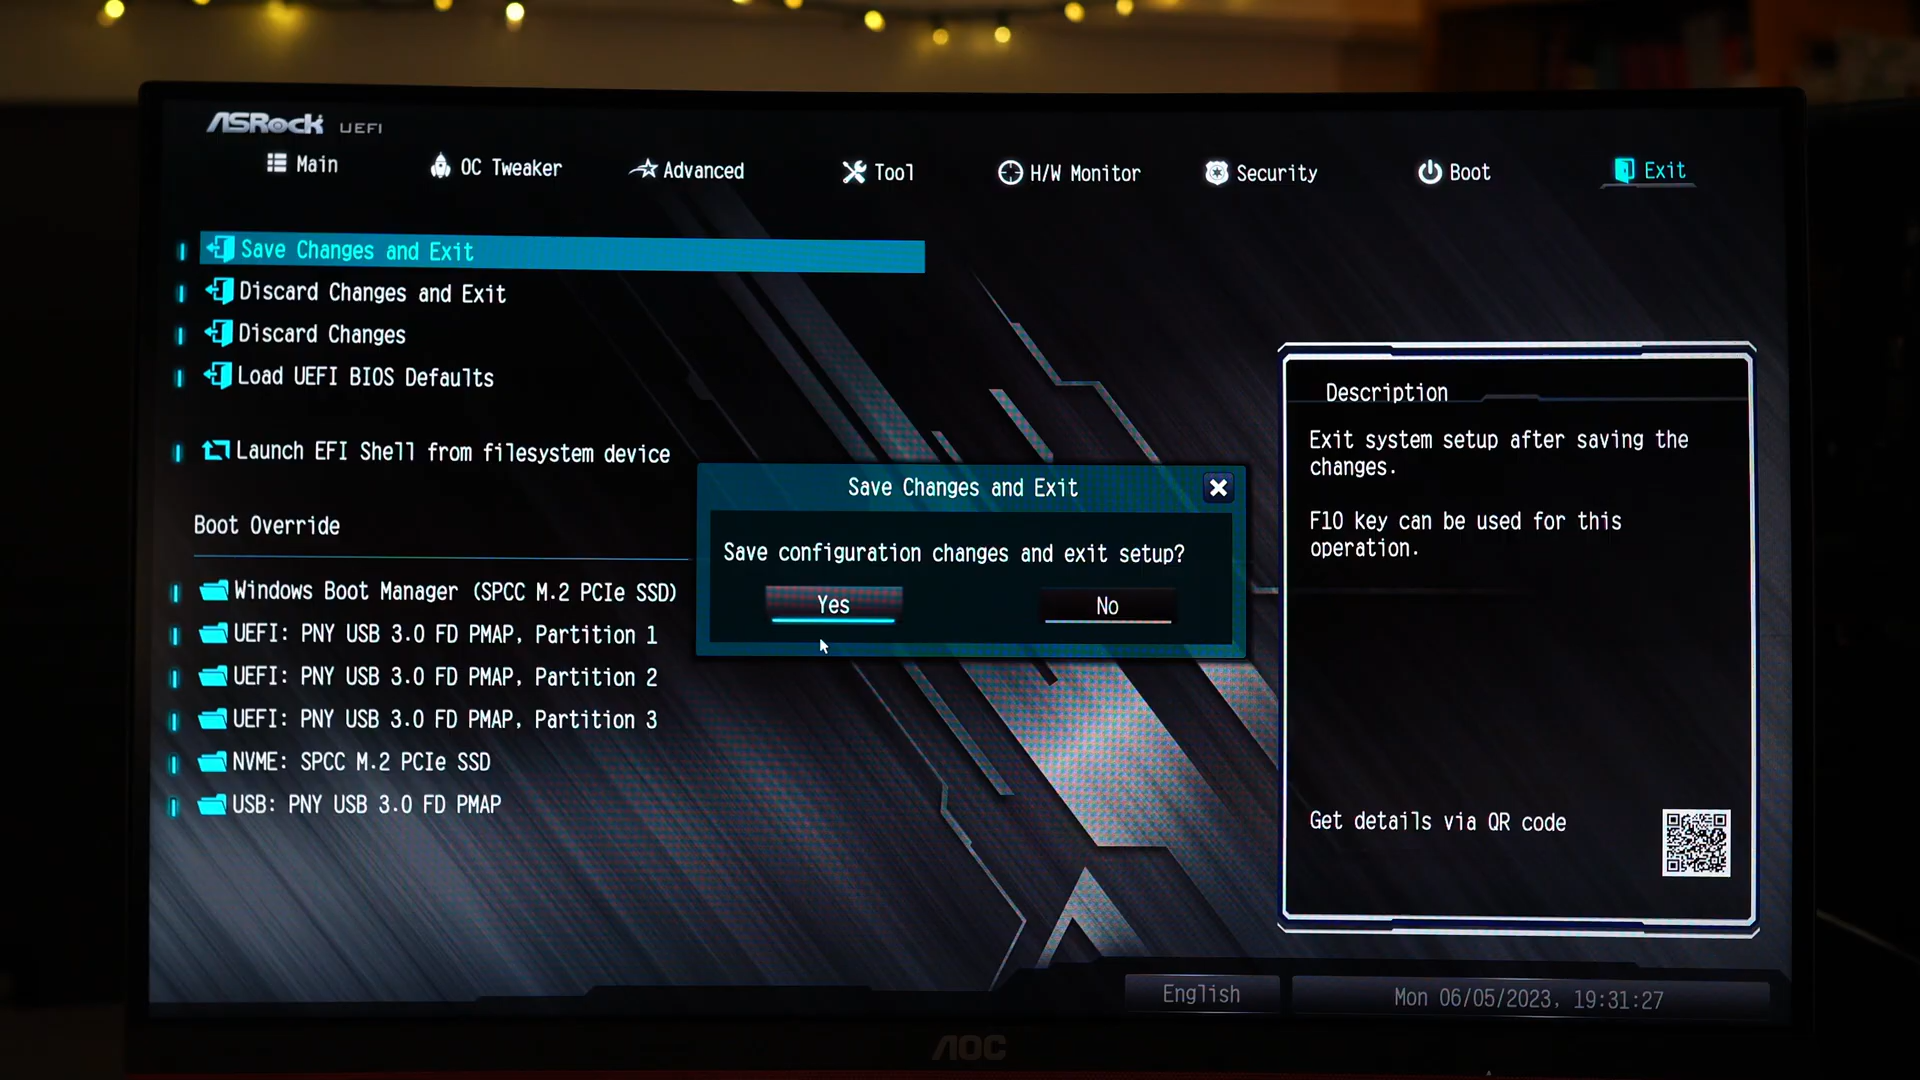 ASRock UEFI
Main
OC Tweaker
Advanced
Tool
H/W Monitor
Security
Boot
Exit
Save Changes and Exit
Discard Changes and Exit
Discard Changes
Load UEFI BIOS Defaults
Launch EFI Shell from filesystem device
Boot Override
Windows Boot Manager (SPCC M.2 PCIe SSD)
UEFI: PNY USB 3.0 FD PMAP, Partition 1
UEFI: PNY USB 3.0 FD PMAP, Partition 2
UEFI: PNY USB 3.0 FD PMAP, Partition 3
NVME: SPCC M.2 PCIe SSD
USB: PNY USB 3.0 FD PMAP
Save Changes and Exit
Save configuration changes and exit setup?
Yes
No
Description
Exit system setup after saving the
changes.
F10 key can be used for this
operation.
Get details via QR code
English
Mon 06/05/2023, 19:31:27
AOC